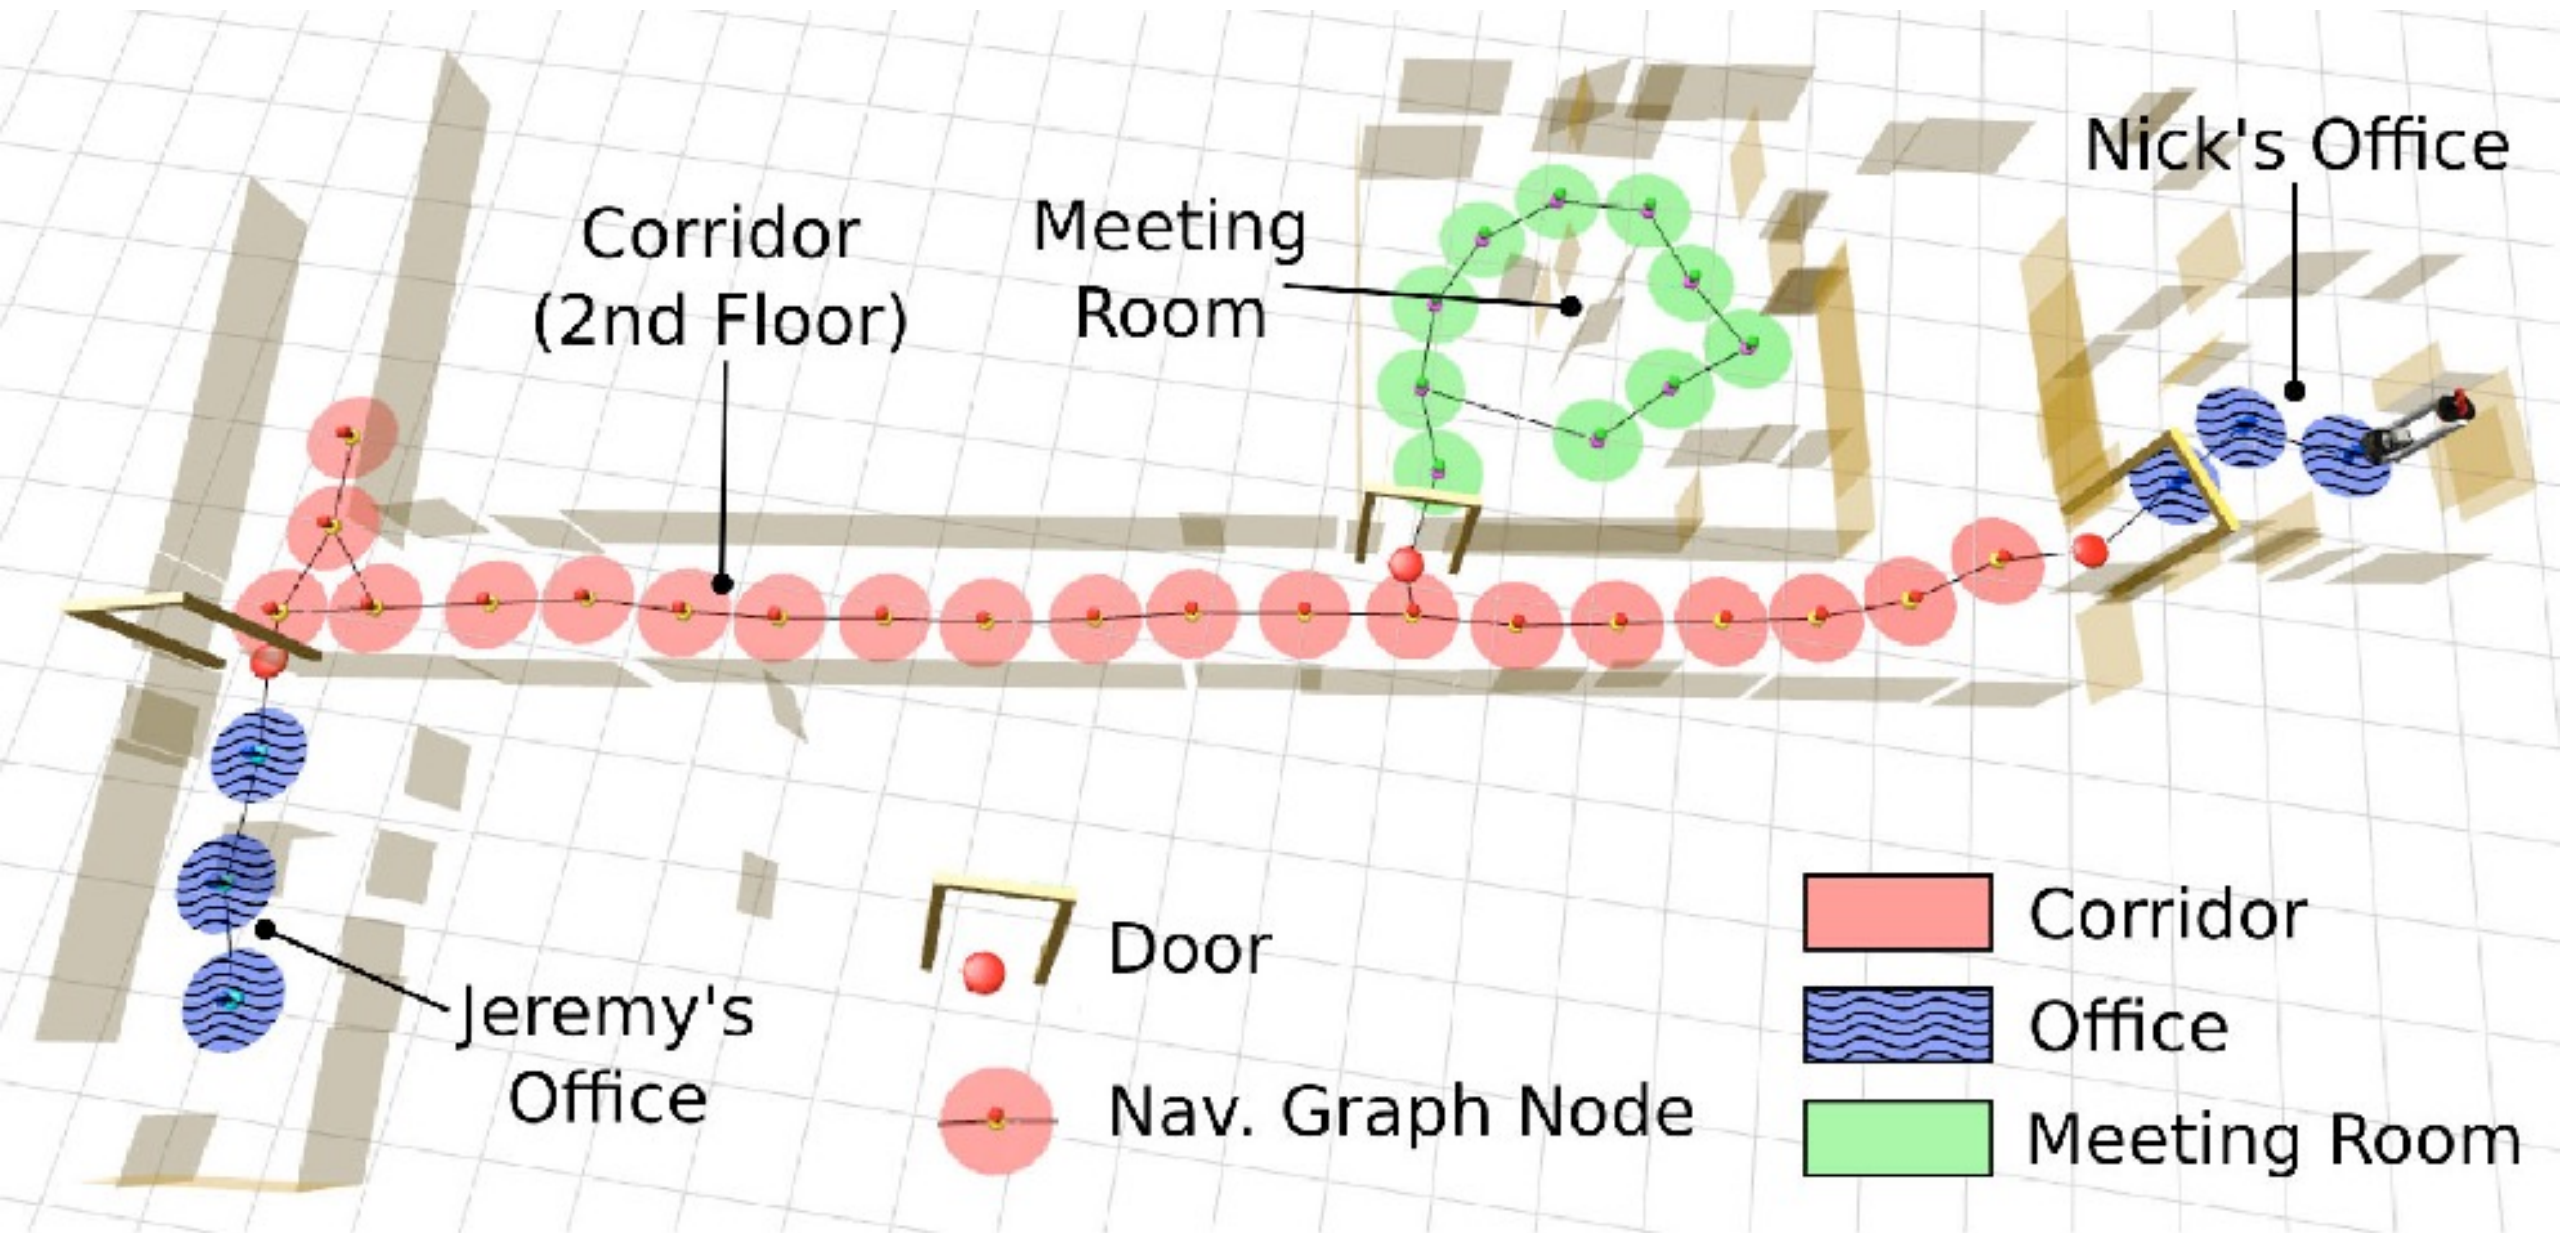 Corridor
(2nd Floor)
Meeting
Room
Nick's Office
Jeremy's
Office
Door
Nav. Graph Node
Corridor
Office
Meeting Room